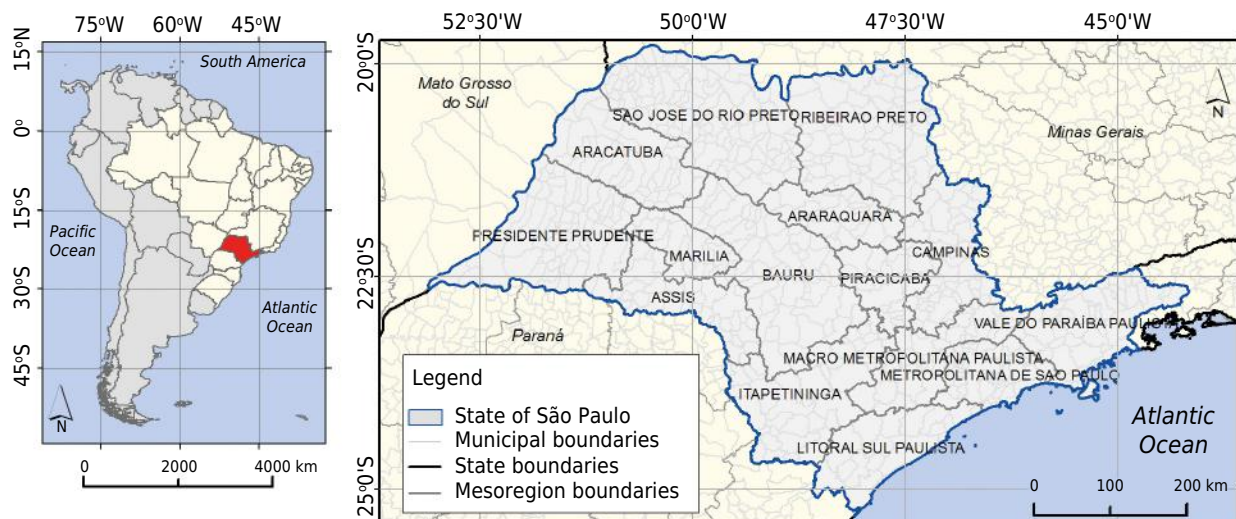 75°W 60°W 45°W
15°N
0°
15°S
30°S
45°S
South America
Pacific
Ocean
Atlantic
Ocean
N
0 2000 4000 km
52°30'W 50°0'W 47°30'W 45°0'W
20°0'S
22°30'S
25°0'S
Mato Grosso
do Sul
Minas Gerais
Paraná
N
SAO JOSE DO RIO PRETO
RIBEIRAO PRETO
ARACATUBA
ARARAQUARA
PRESIDENTE PRUDENTE
MARILIA
BAURU
CAMPINAS
PIRACICABA
ASSIS
VALE DO PARAÍBA PAULISTA
MACRO METROFOLITANA PAULISTA
METROPOLITANA DE SAO PAULO
ITAPETININGA
LITORAL SUL PAULISTA
Atlantic
Ocean
Legend
State of São Paulo
Municipal boundaries
State boundaries
Mesoregion boundaries
0 100 200 km